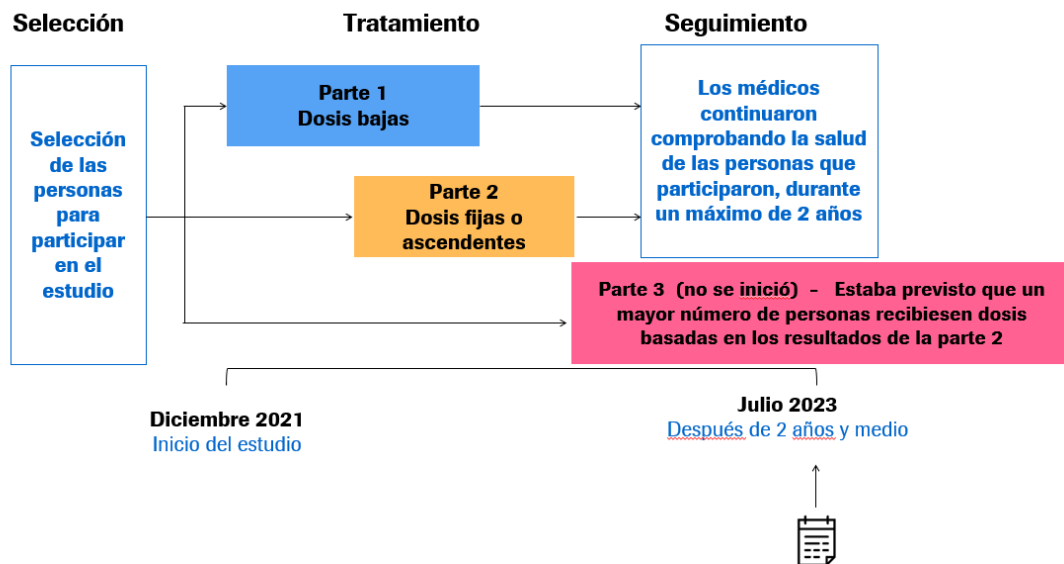 Selección
Tratamiento
Seguimiento
Selección
de las
personas
para
participar
en el
estudio
Parte 1
Dosis bajas
Parte 2
Dosis fijas o
ascendentes
Los médicos
continuaron
comprobando la salud
de las personas que
participaron, durante
un máximo de 2 años
Parte 3 (no se inició) - Estaba previsto que un
mayor número de personas recibiesen dosis
basadas en los resultados de la parte 2
Diciembre 2021
Inicio del estudio
Julio 2023
Después de 2 años y medio